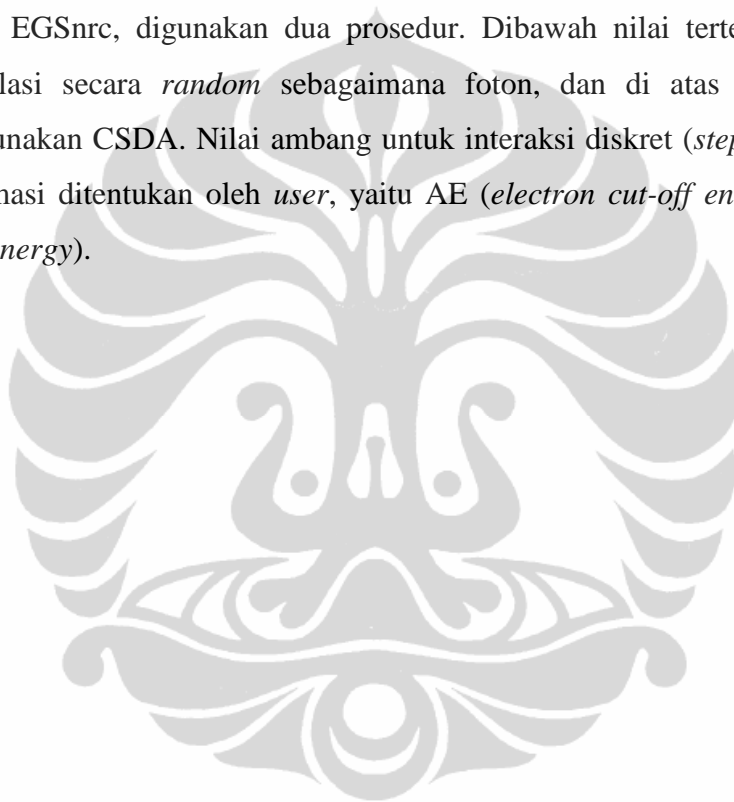 EGSnrc, digunakan dua prosedur. Dibawah nilai terte
lasi secara random sebagaimana foton, dan di atas
unakan CSDA. Nilai ambang untuk interaksi diskret (step
nasi ditentukan oleh user, yaitu AE (electron cut-off en
nergy).